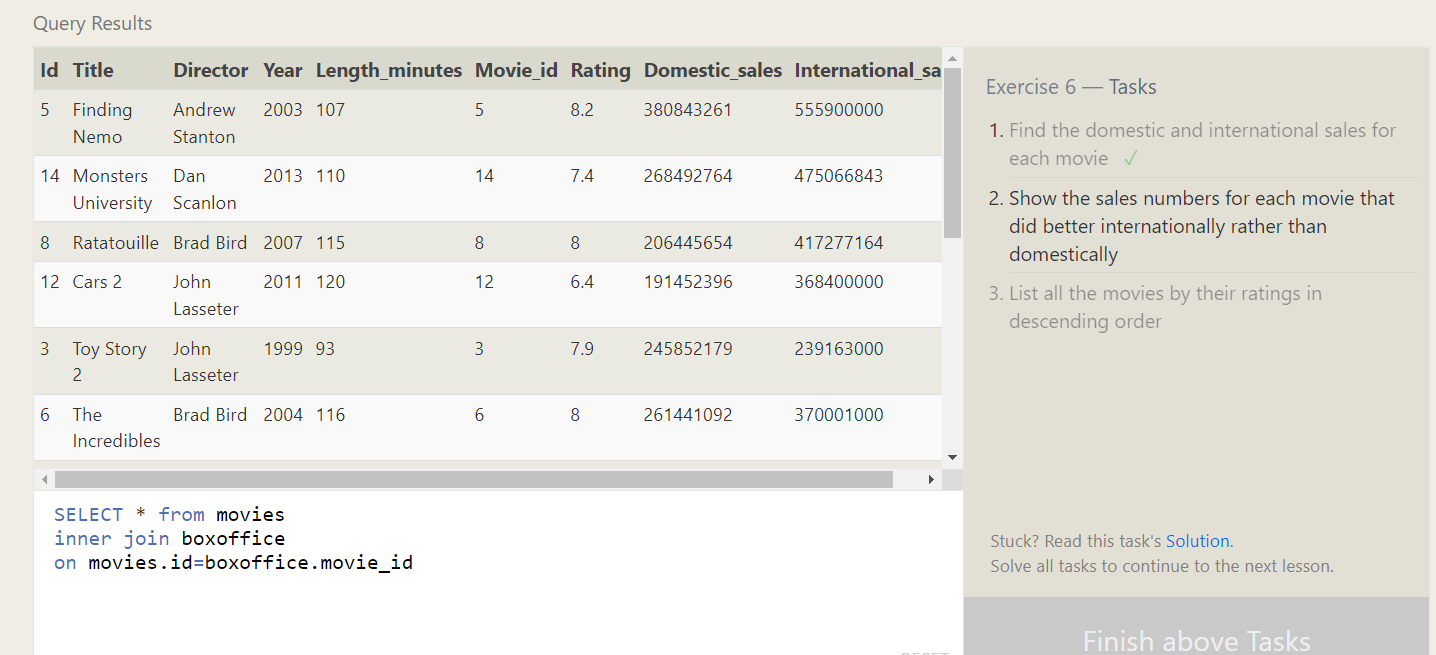 Query Results
Id Title Director Year Length_minutes Movie_id Rating Domestic_sales International_sa
5 Finding Andrew 2003 107 5 8.2 380843261 555900000
Nemo Stanton
14 Monsters Dan 2013 110 14 7.4 268492764 475066843
University Scanlon
8 Ratatouille Brad Bird 2007 115 8 8 206445654 417277164
12 Cars 2 John 2011 120 12 6.4 191452396 368400000
Lasseter
3 Toy Story John 1999 93 3 7.9 245852179 239163000
2 Lasseter
6 The Brad Bird 2004 116 6 8 261441092 370001000
Incredibles
SELECT * from movies
inner join boxoffice
on movies.id=boxoffice.movie_id
Exercise 6 — Tasks
1. Find the domestic and international sales for
each movie ✓
2. Show the sales numbers for each movie that
did better internationally rather than
domestically
3. List all the movies by their ratings in
descending order
Stuck? Read this task's Solution.
Solve all tasks to continue to the next lesson.
Finish above Tasks